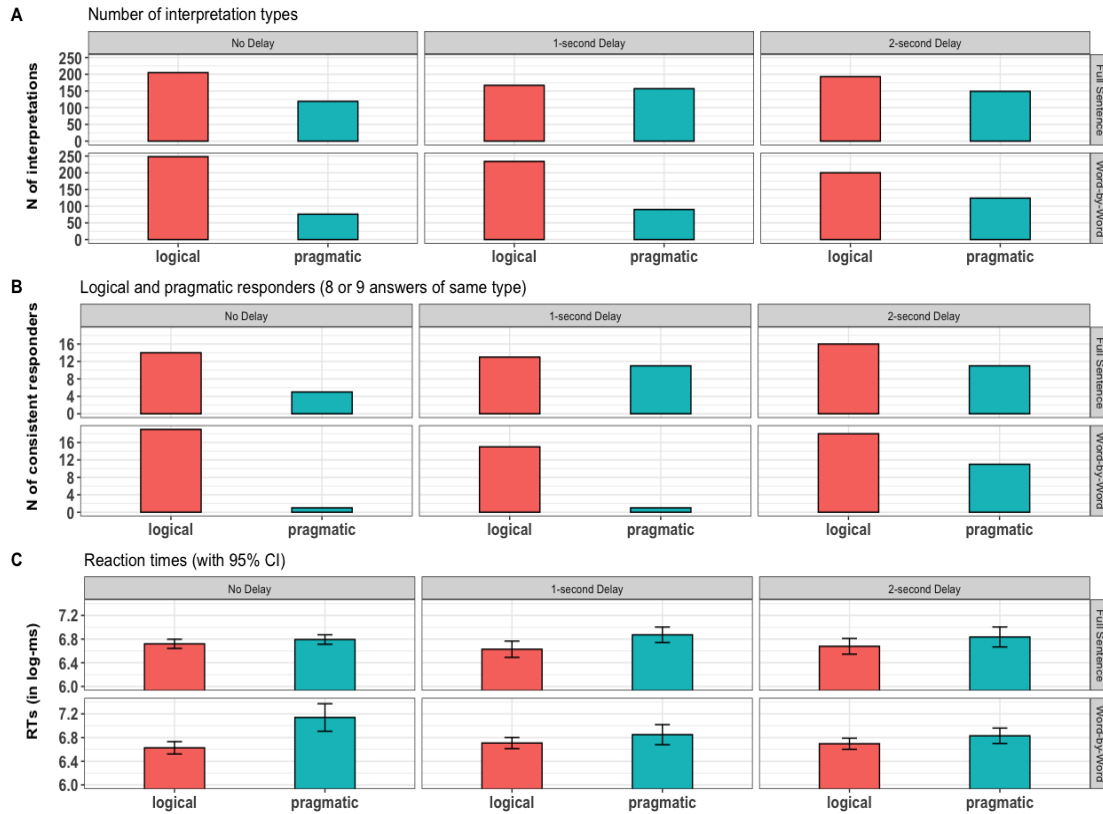 A Number of interpretation types
No Delay 1-second Delay 2-second Delay
N of interpretations
250
200
150
100
50
0
Full Sentence
250
200
150
100
50
0
Word-by-Word
logical pragmatic logical pragmatic logical pragmatic
B Logical and pragmatic responders (8 or 9 answers of same type)
No Delay 1-second Delay 2-second Delay
N of consistent responders
16
12
8
4
0
Full Sentence
16
12
8
4
0
Word-by-Word
logical pragmatic logical pragmatic logical pragmatic
C Reaction times (with 95% CI)
No Delay 1-second Delay 2-second Delay
RTs (in log-ms)
7.2
6.8
6.4
6.0
Full Sentence
7.2
6.8
6.4
6.0
Word-by-Word
logical pragmatic logical pragmatic logical pragmatic